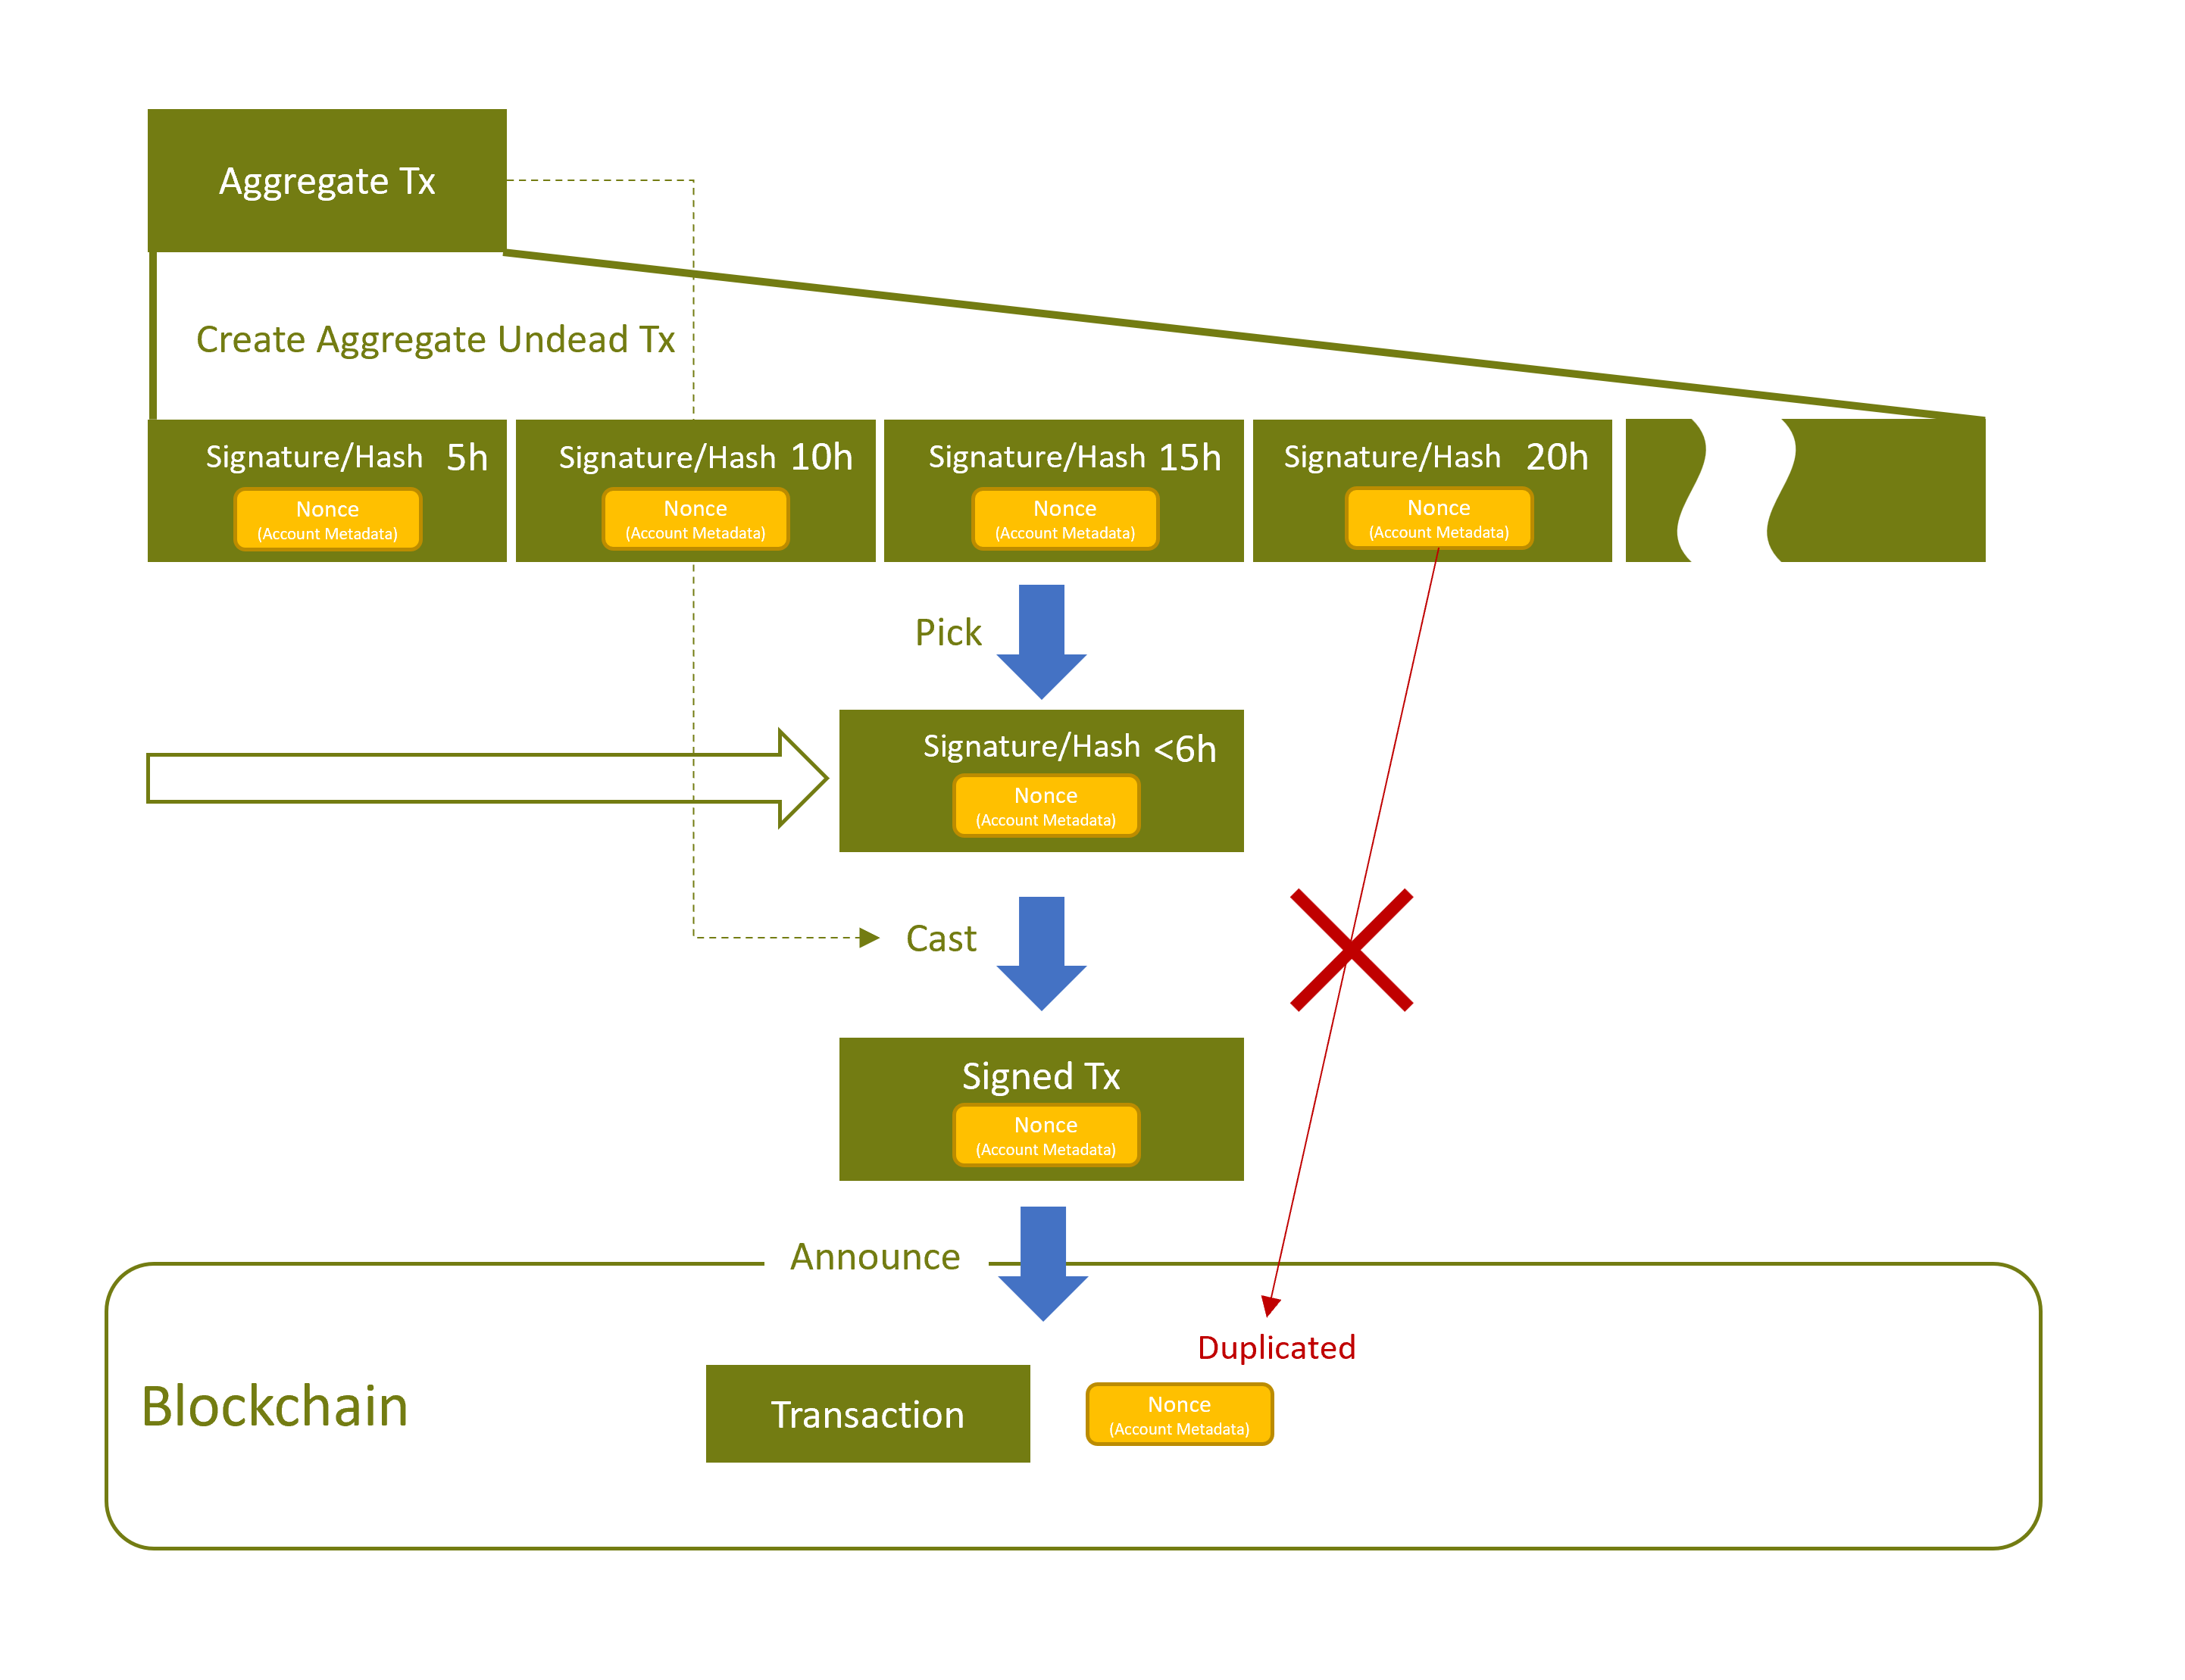 Aggregate Tx
Create Aggregate Undead Tx
Signature/Hash 5h
Nonce
(Account Metadata)
Signature/Hash 10h
Nonce
(Account Metadata)
Signature/Hash 15h
Nonce
(Account Metadata)
Signature/Hash 20h
Nonce
(Account Metadata)
Pick
Signature/Hash <6h
Nonce
(Account Metadata)
Cast
Signed Tx
Nonce
(Account Metadata)
Announce
Duplicated
Blockchain
Transaction
Nonce
(Account Metadata)